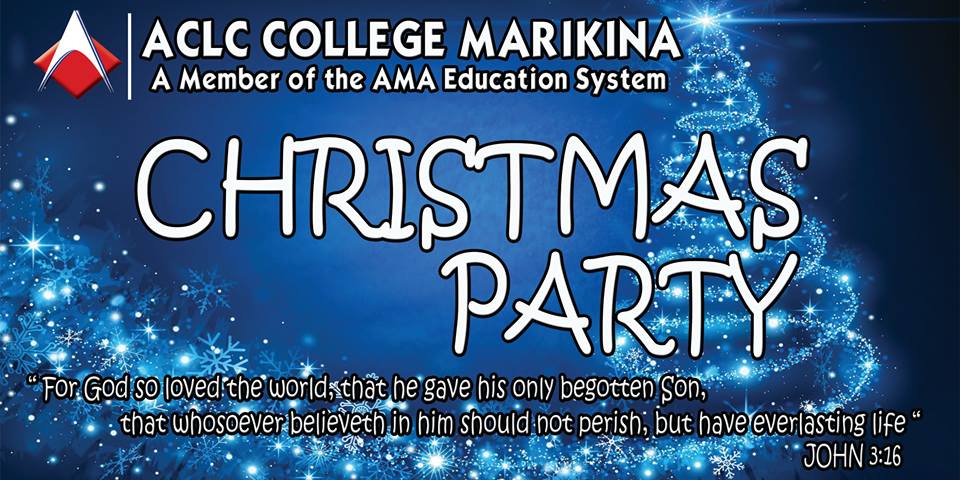 ACLC COLLEGE MARIKINA
A Member of the AMA Education System
CHRISTMAS
PARTY
“ For God so loved the world, that he gave his only begotten Son,
that whosoever believeth in him should not perish, but have everlasting life “
JOHN 3:16